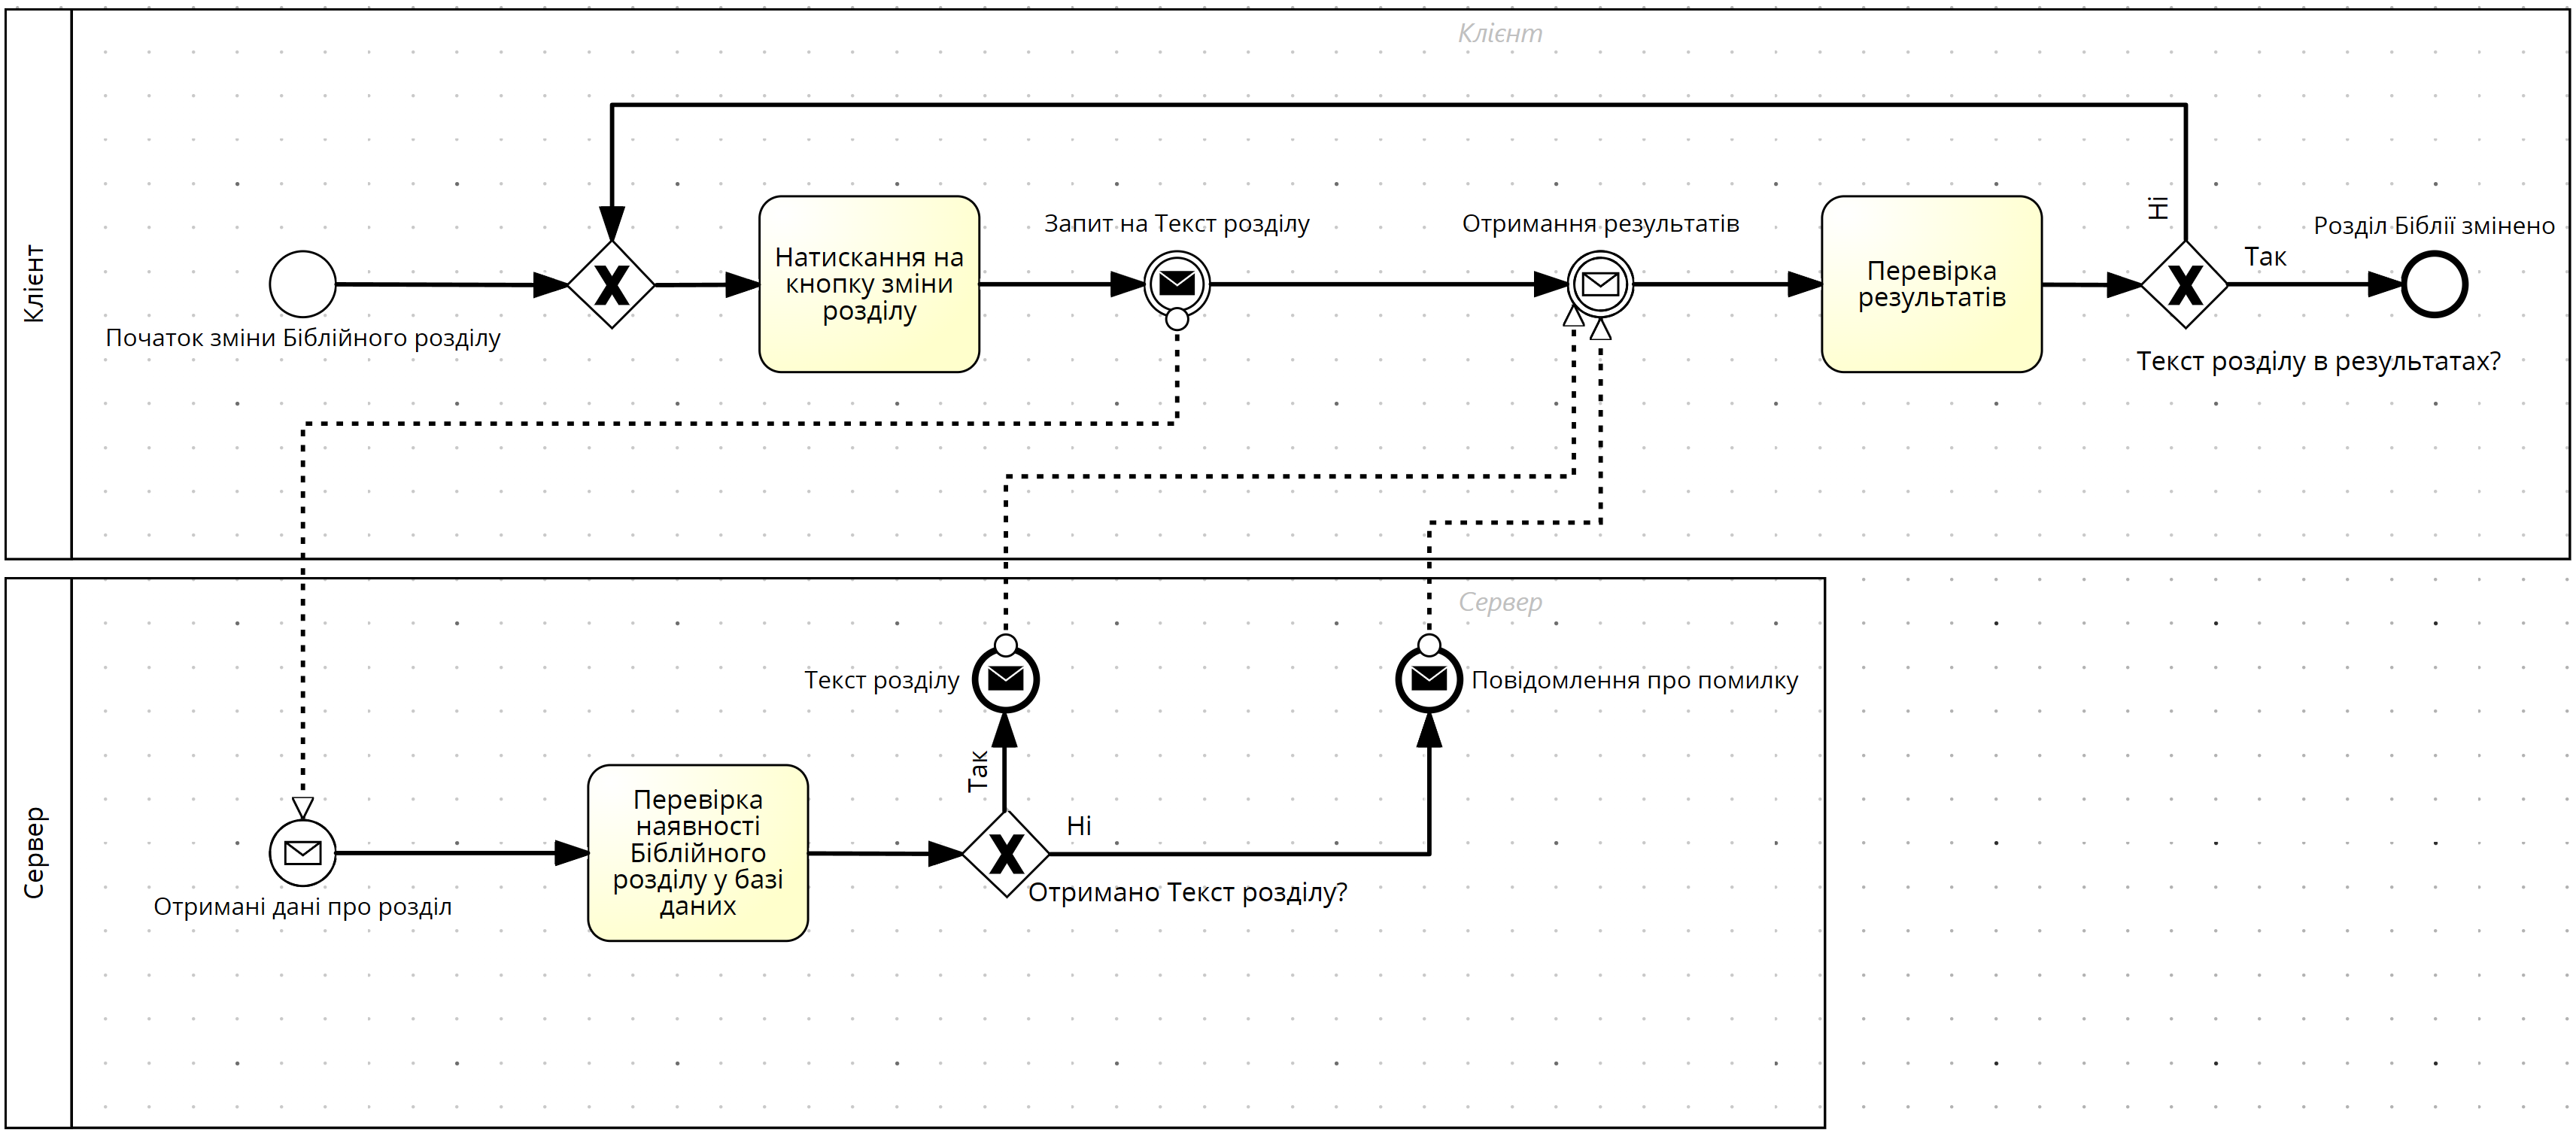 Клієнт
Клієнт
Початок зміни Біблійного розділу
Натискання на
кнопку зміни
розділу
Запит на Текст розділу
Отримання результатів
Перевірка
результатів
Ні
Так
Текст розділу в результатах?
Розділ Біблії змінено
Сервер
Сервер
Отримані дані про розділ
Перевірка
наявності
Біблійного
розділу у базі
даних
Так
Ні
Отримано Текст розділу?
Текст розділу
Повідомлення про помилку